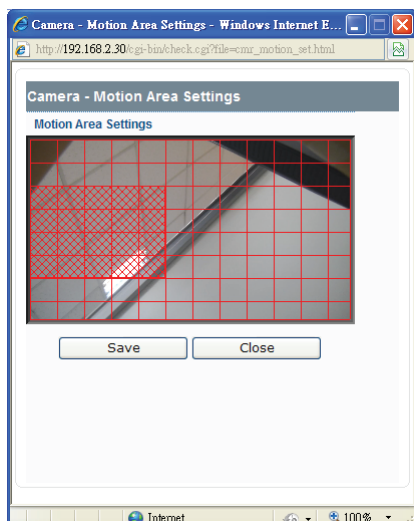 Camera - Motion Area Settings - Windows Internet E...
http://192.168.2.30/cgi-bin/check.cgi?file=cmr_motion_set.html
Camera - Motion Area Settings
Motion Area Settings
Save Close
Internet 100%